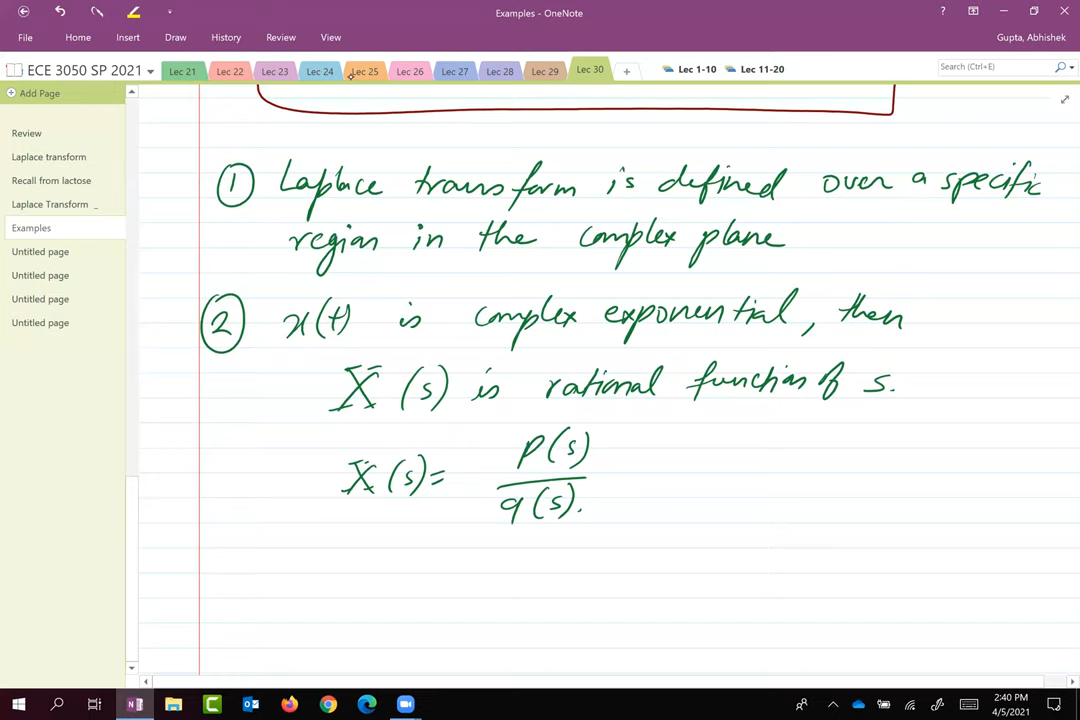 Examples - OneNote
Gupta, Abhishek
File Home Insert Draw History Review View
ECE 3050 SP 2021
Lec 21 Lec 22 Lec 23 Lec 24 Lec 25 Lec 26 Lec 27 Lec 28 Lec 29 Lec 30 Lec 1-10 Lec 11-20
Search (Ctrl+E)
Add Page
Review
Laplace transform
Recall from lactose
Laplace Transform _
Examples
Untitled page
Untitled page
Untitled page
Untitled page
① Laplace transform is defined over a specific
region in the complex plane
② x(t) is complex exponential, then
X(s) is rational function of s.
X(s) = p(s)
q(s).
2:40 PM
4/5/2021